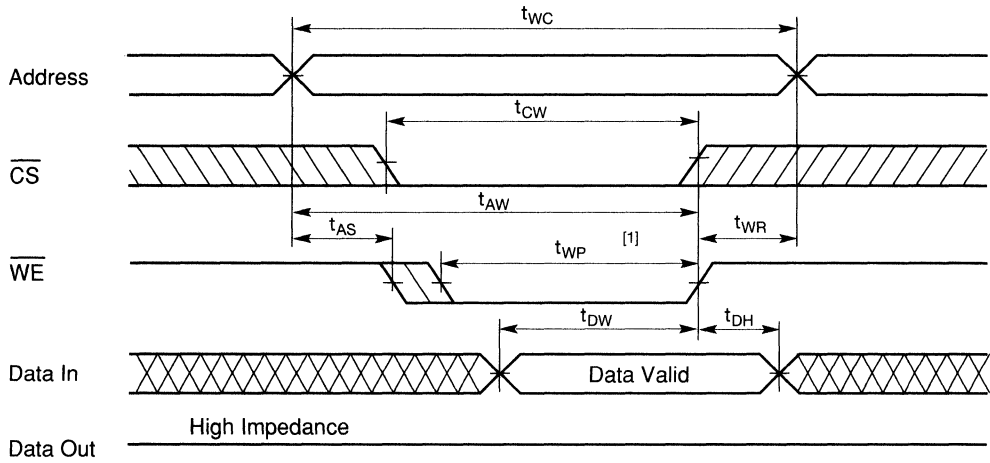 tWC
Address
tCW
CS
tAW
tAS
tWR
tWP [1]
WE
tDW
tDH
Data In
Data Valid
High Impedance
Data Out